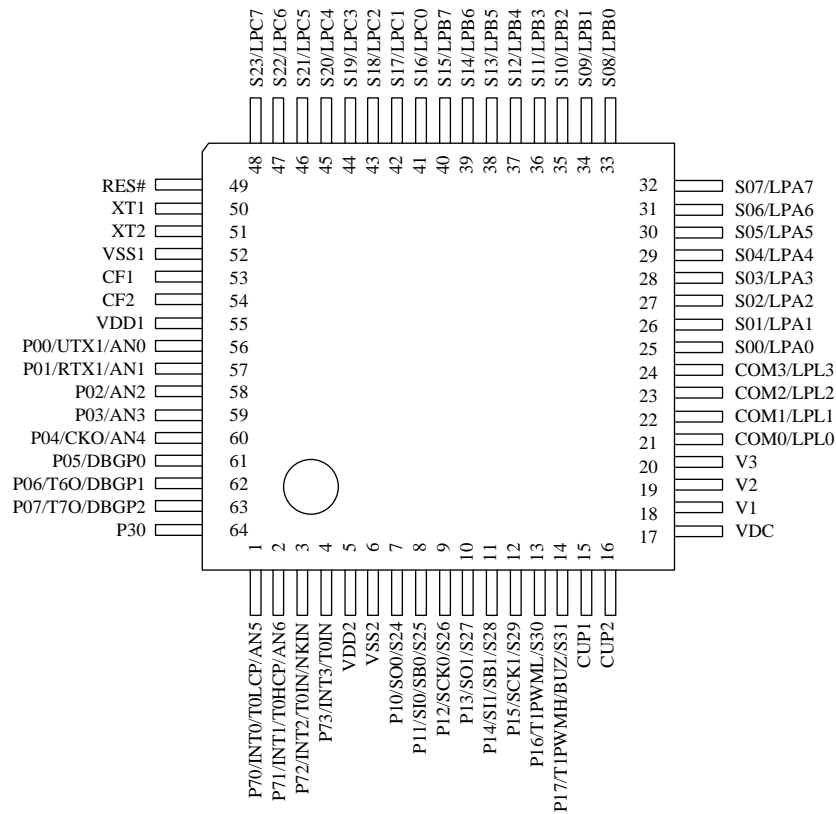 S23/LPC7
S22/LPC6
S21/LPC5
S20/LPC4
S19/LPC3
S18/LPC2
S17/LPC1
S16/LPC0
S15/LPB7
S14/LPB6
S13/LPB5
S12/LPB4
S11/LPB3
S10/LPB2
S09/LPB1
S08/LPB0
48
47
46
45
44
43
42
41
40
39
38
37
36
35
34
33
RES# 49
XT1 50
XT2 51
VSS1 52
CF1 53
CF2 54
VDD1 55
P00/UTX1/AN0 56
P01/RTX1/AN1 57
P02/AN2 58
P03/AN3 59
P04/CKO/AN4 60
P05/DBGP0 61
P06/T6O/DBGP1 62
P07/T7O/DBGP2 63
P30 64
32 S07/LPA7
31 S06/LPA6
30 S05/LPA5
29 S04/LPA4
28 S03/LPA3
27 S02/LPA2
26 S01/LPA1
25 S00/LPA0
24 COM3/LPL3
23 COM2/LPL2
22 COM1/LPL1
21 COM0/LPL0
20 V3
19 V2
18 V1
17 VDC
1
2
3
4
5
6
7
8
9
10
11
12
13
14
15
16
P70/INT0/T0LCP/AN5
P71/INT1/T0HCP/AN6
P72/INT2/T0IN/NKIN
P73/INT3/T0IN
VDD2
VSS2
P10/SO0/S24
P11/SI0/SB0/S25
P12/SCK0/S26
P13/SO1/S27
P14/SI1/SB1/S28
P15/SCK1/S29
P16/T1PWML/S30
P17/T1PWMH/BUZ/S31
CUP1
CUP2